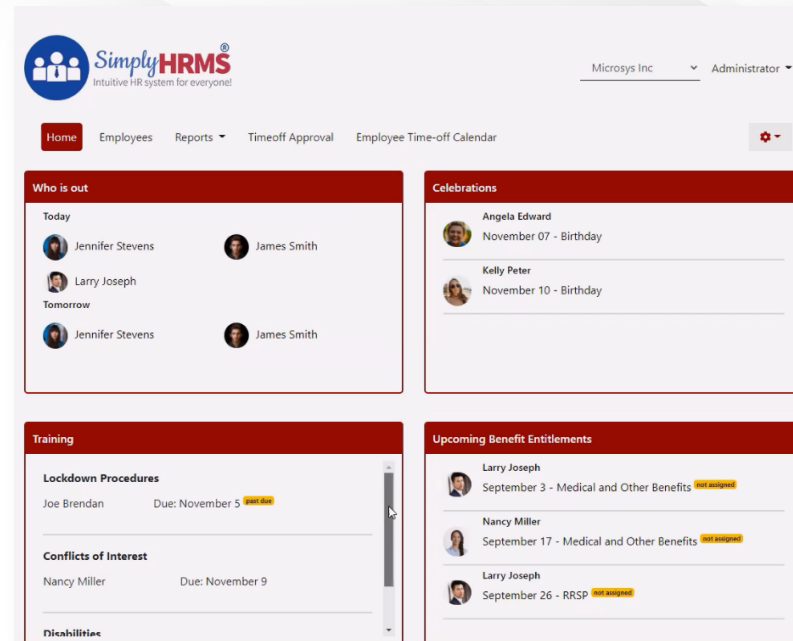 SimplyHRMS®
Intuitive HR system for everyone!
Microsys Inc
Administrator
Home Employees Reports Timeoff Approval Employee Time-off Calendar
Who is out
Today
Jennifer Stevens James Smith
Larry Joseph
Tomorrow
Jennifer Stevens James Smith
Celebrations
Angela Edward
November 07 - Birthday
Kelly Peter
November 10 - Birthday
Training
Lockdown Procedures
Joe Brendan Due: November 5 past due
Conflicts of Interest
Nancy Miller Due: November 9
Disabilities
Upcoming Benefit Entitlements
Larry Joseph
September 3 - Medical and Other Benefits not assigned
Nancy Miller
September 17 - Medical and Other Benefits not assigned
Larry Joseph
September 26 - RRSP not assigned